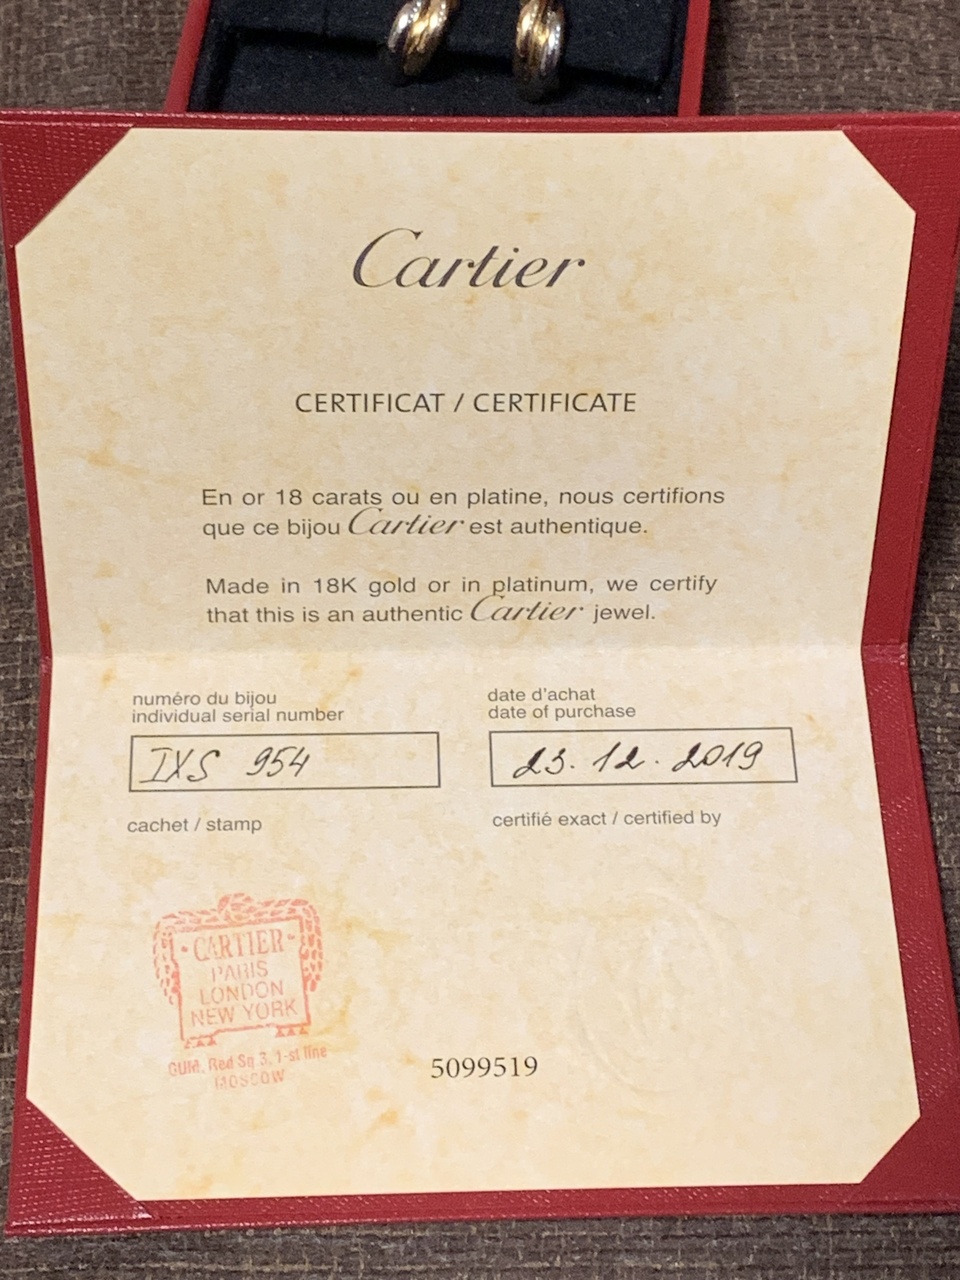 Cartier
CERTIFICAT / CERTIFICATE
En or 18 carats ou en platine, nous certifions
que ce bijou Cartier est authentique.
Made in 18K gold or in platinum, we certify
that this is an authentic Cartier jewel.
numéro du bijou
individual serial number
IXS 954
date d'achat
date of purchase
23.12.2019
cachet / stamp
certifié exact / certified by
·CARTIER·
PARIS
LONDON
NEW YORK
GUM, Red Sq 3, 1-st line
MOSCOW
5099519